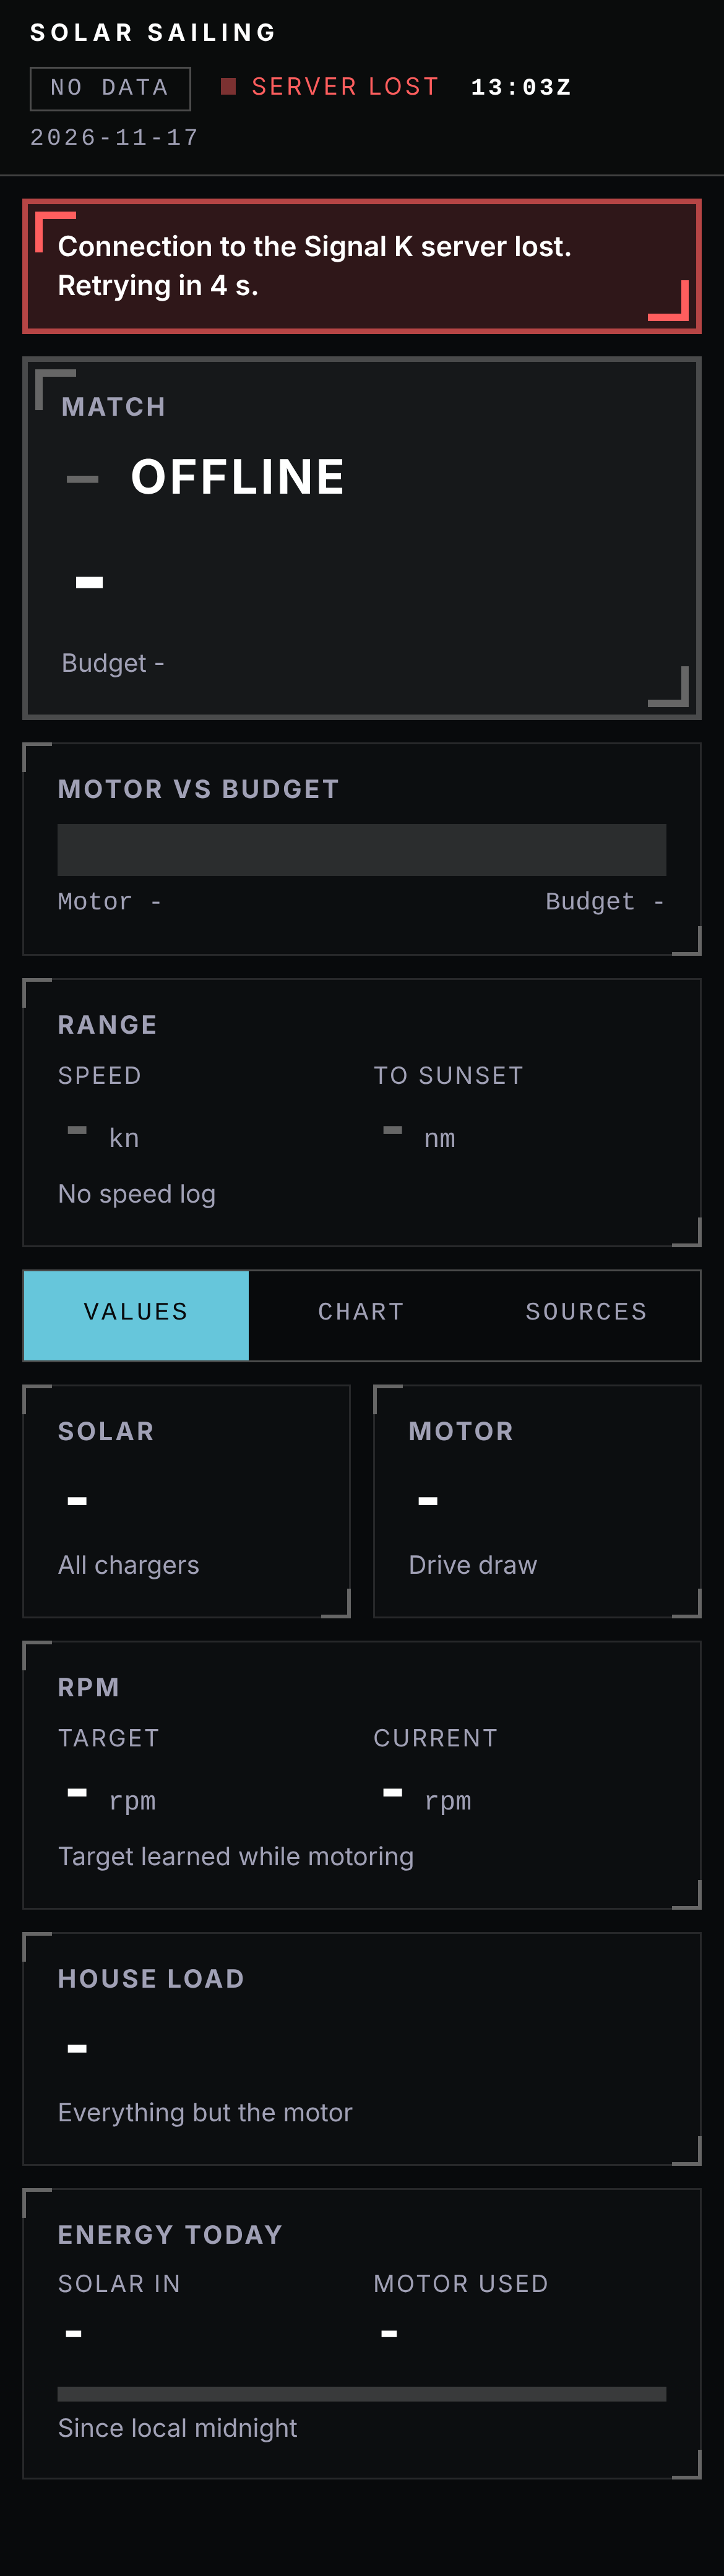 SOLAR SAILING
NO DATA SERVER LOST 13:03Z
2026-11-17
Connection to the Signal K server lost.
Retrying in 4 s.
MATCH
– OFFLINE
-
Budget -
MOTOR VS BUDGET
Motor - Budget -
RANGE
SPEED TO SUNSET
- kn - nm
No speed log
VALUES CHART SOURCES
SOLAR MOTOR
- -
All chargers Drive draw
RPM
TARGET CURRENT
- rpm - rpm
Target learned while motoring
HOUSE LOAD
-
Everything but the motor
ENERGY TODAY
SOLAR IN MOTOR USED
- -
Since local midnight